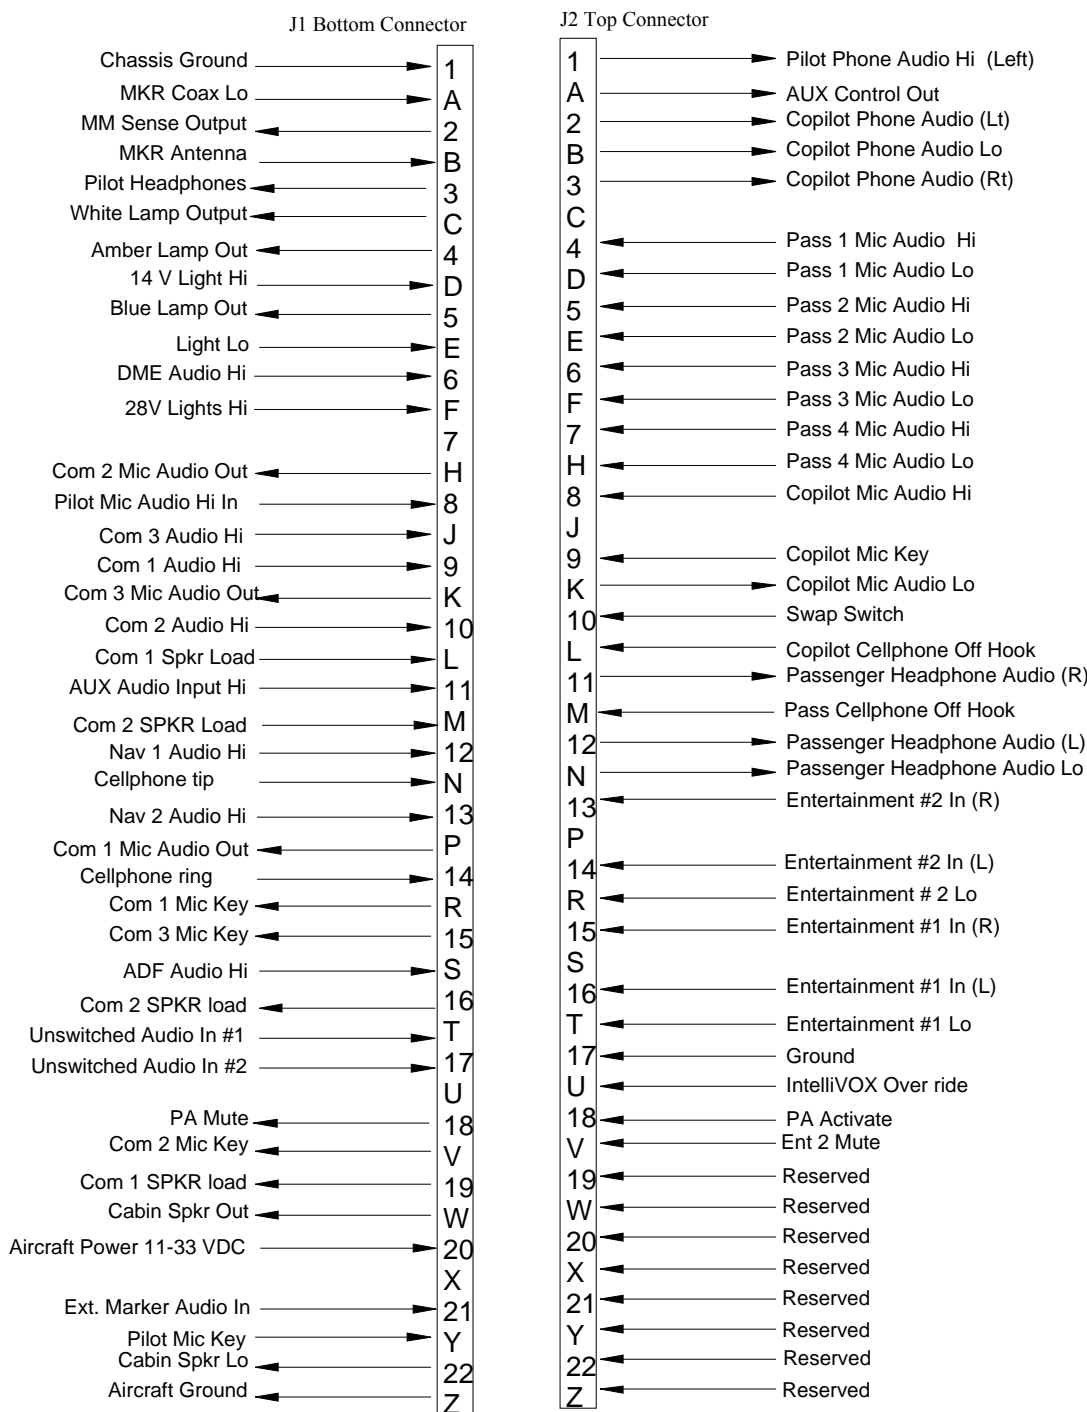 J1 Bottom Connector
Chassis Ground 1
MKR Coax Lo A
MM Sense Output 2
MKR Antenna B
Pilot Headphones 3
White Lamp Output C
Amber Lamp Out 4
14 V Light Hi D
Blue Lamp Out 5
Light Lo E
DME Audio Hi 6
28V Lights Hi F
7
Com 2 Mic Audio Out H
Pilot Mic Audio Hi In 8
Com 3 Audio Hi J
Com 1 Audio Hi 9
Com 3 Mic Audio Out K
Com 2 Audio Hi 10
Com 1 Spkr Load L
AUX Audio Input Hi 11
Com 2 SPKR Load M
Nav 1 Audio Hi 12
Cellphone tip N
Nav 2 Audio Hi 13
Com 1 Mic Audio Out P
Cellphone ring 14
Com 1 Mic Key R
Com 3 Mic Key 15
ADF Audio Hi S
Com 2 SPKR load 16
Unswitched Audio In #1 T
Unswitched Audio In #2 17
U
PA Mute 18
Com 2 Mic Key V
Com 1 SPKR load 19
Cabin Spkr Out W
Aircraft Power 11-33 VDC 20
X
Ext. Marker Audio In 21
Pilot Mic Key Y
Cabin Spkr Lo 22
Aircraft Ground Z
J2 Top Connector
1 Pilot Phone Audio Hi (Left)
A AUX Control Out
2 Copilot Phone Audio (Lt)
B Copilot Phone Audio Lo
3 Copilot Phone Audio (Rt)
C
4 Pass 1 Mic Audio Hi
D Pass 1 Mic Audio Lo
5 Pass 2 Mic Audio Hi
E Pass 2 Mic Audio Lo
6 Pass 3 Mic Audio Hi
F Pass 3 Mic Audio Lo
7 Pass 4 Mic Audio Hi
H Pass 4 Mic Audio Lo
8 Copilot Mic Audio Hi
J
9 Copilot Mic Key
K Copilot Mic Audio Lo
10 Swap Switch
L Copilot Cellphone Off Hook
11 Passenger Headphone Audio (R)
M Pass Cellphone Off Hook
12 Passenger Headphone Audio (L)
N Passenger Headphone Audio Lo
13 Entertainment #2 In (R)
P
14 Entertainment #2 In (L)
R Entertainment # 2 Lo
15 Entertainment #1 In (R)
S
16 Entertainment #1 In (L)
T Entertainment #1 Lo
17 Ground
U IntelliVOX Over ride
18 PA Activate
V Ent 2 Mute
19 Reserved
W Reserved
20 Reserved
X Reserved
21 Reserved
Y Reserved
22 Reserved
Z Reserved